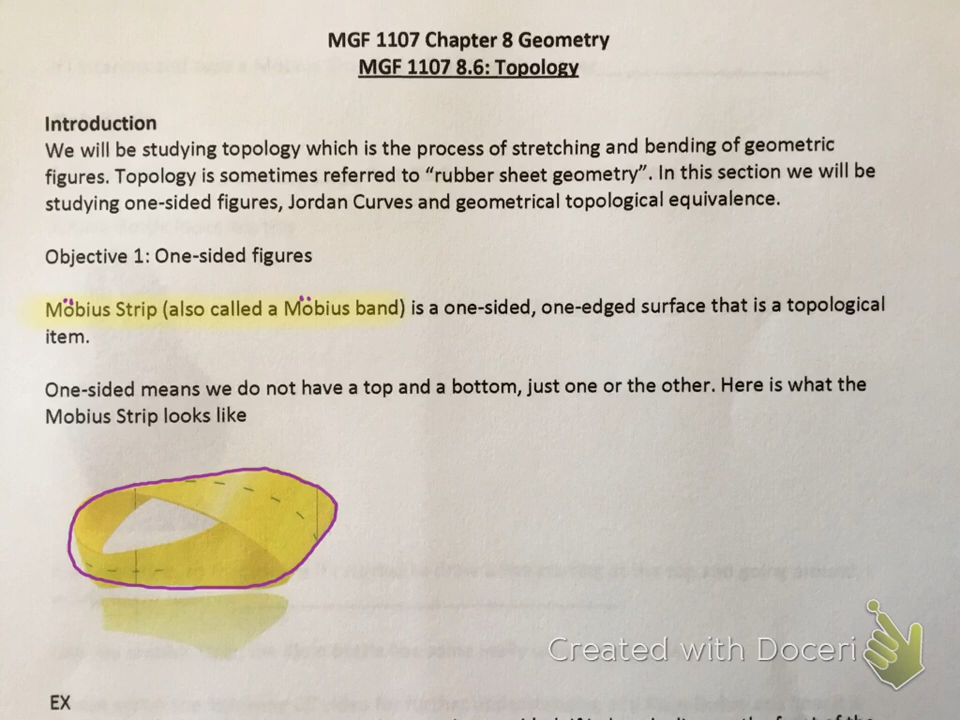 MGF 1107 Chapter 8 Geometry
MGF 1107 8.6: Topology
Introduction
We will be studying topology which is the process of stretching and bending of geometric
figures. Topology is sometimes referred to “rubber sheet geometry”. In this section we will be
studying one-sided figures, Jordan Curves and geometrical topological equivalence.
Objective 1: One-sided figures
Möbius Strip (also called a Möbius band) is a one-sided, one-edged surface that is a topological
item.
One-sided means we do not have a top and a bottom, just one or the other. Here is what the
Mobius Strip looks like
Created with Doceri
EX